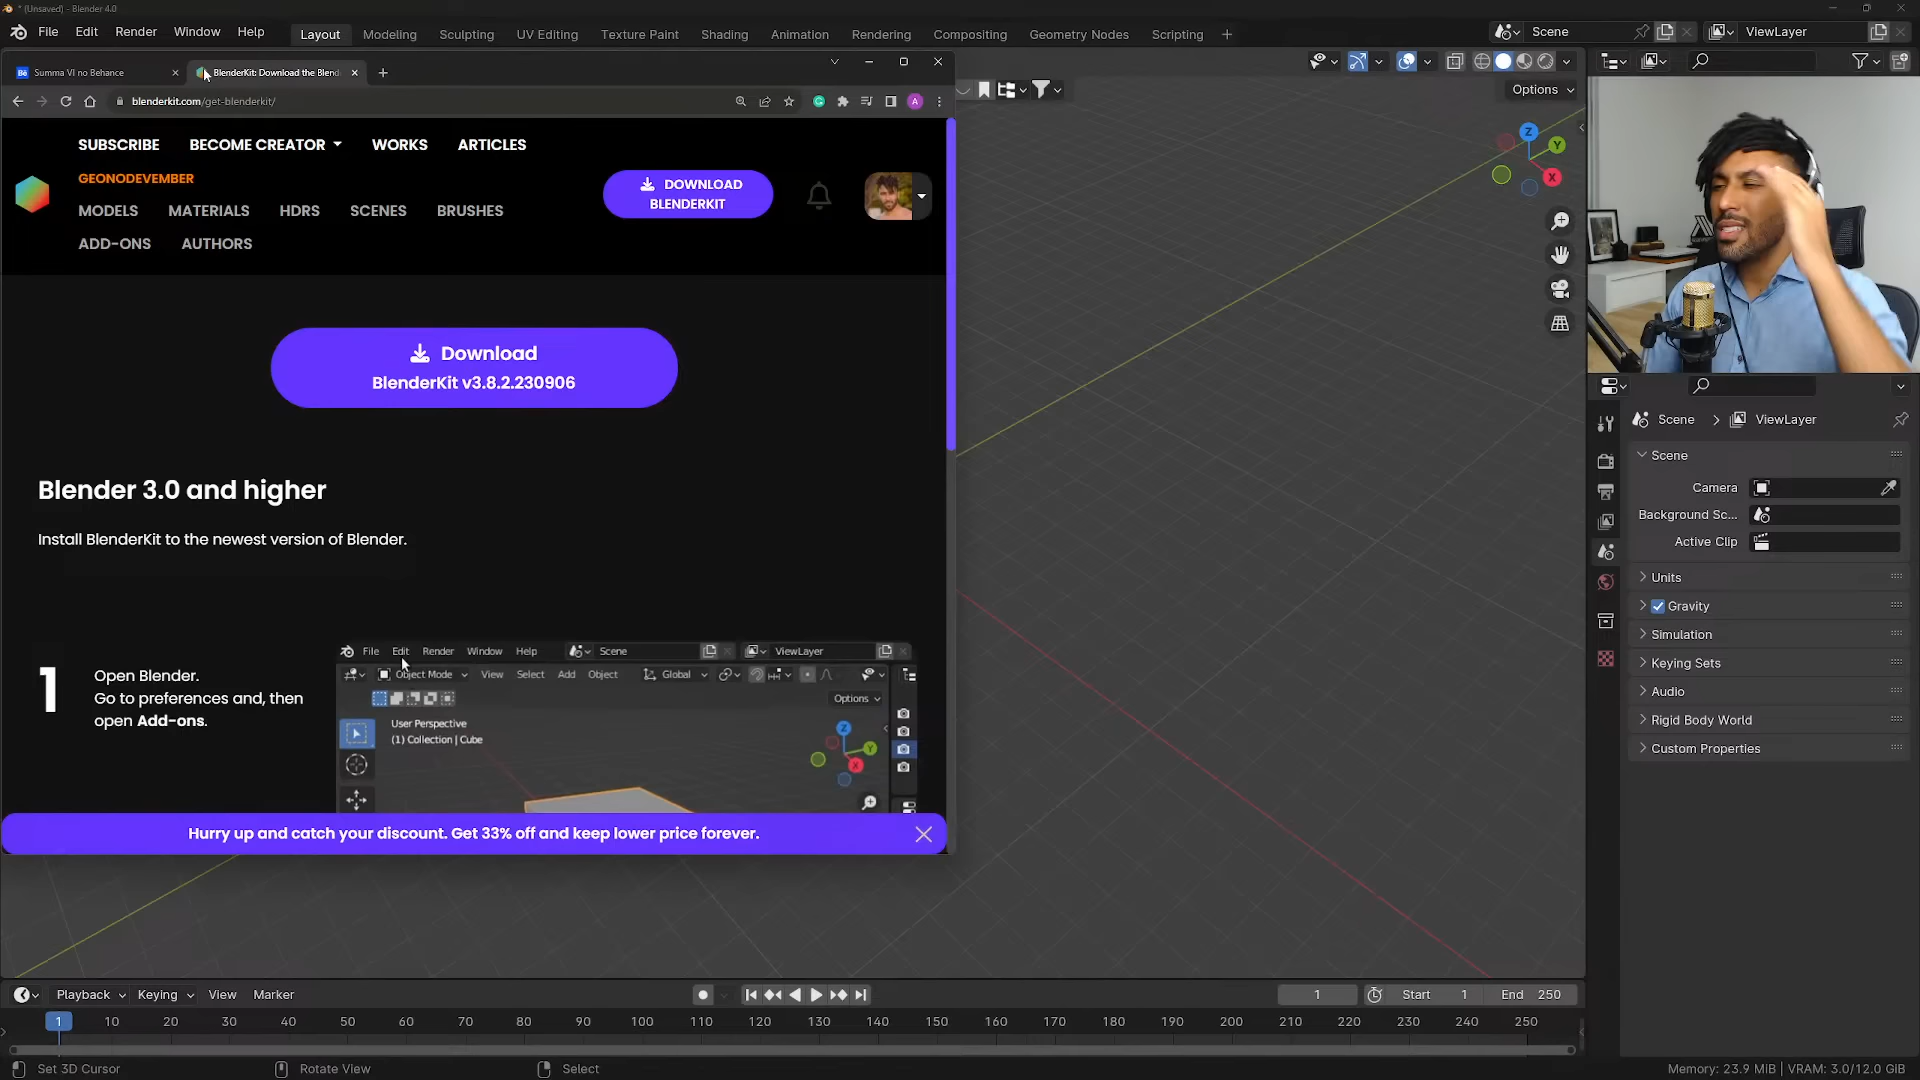 * (Unsaved) - Blender 4.0
File Edit Render Window Help
Layout Modeling Sculpting UV Editing Texture Paint Shading Animation Rendering Compositing Geometry Nodes Scripting +
Scene
ViewLayer
Summa VI no Behance
BlenderKit: Download the Blend
blenderkit.com/get-blenderkit/
A
Options
SUBSCRIBE BECOME CREATOR WORKS ARTICLES
GEONODEVEMBER
MODELS MATERIALS HDRS SCENES BRUSHES
ADD-ONS AUTHORS
DOWNLOAD
BLENDERKIT
Z
Y
X
Download
BlenderKit v3.8.2.230906
Blender 3.0 and higher
Install BlenderKit to the newest version of Blender.
1
Open Blender.
Go to preferences and, then
open Add-ons.
File Edit Render Window Help
Scene
ViewLayer
Object Mode View Select Add Object Global
Options
User Perspective
(1) Collection | Cube
Z
Y
X
Hurry up and catch your discount. Get 33% off and keep lower price forever.
Scene > ViewLayer
Scene
Camera
Background Sc...
Active Clip
Units
Gravity
Simulation
Keying Sets
Audio
Rigid Body World
Custom Properties
Playback Keying View Marker
1
Start 1
End 250
1 10 20 30 40 50 60 70 80 90 100 110 120 130 140 150 160 170 180 190 200 210 220 230 240 250
Set 3D Cursor
Rotate View
Select
Memory: 23.9 MiB | VRAM: 3.0/12.0 GiB